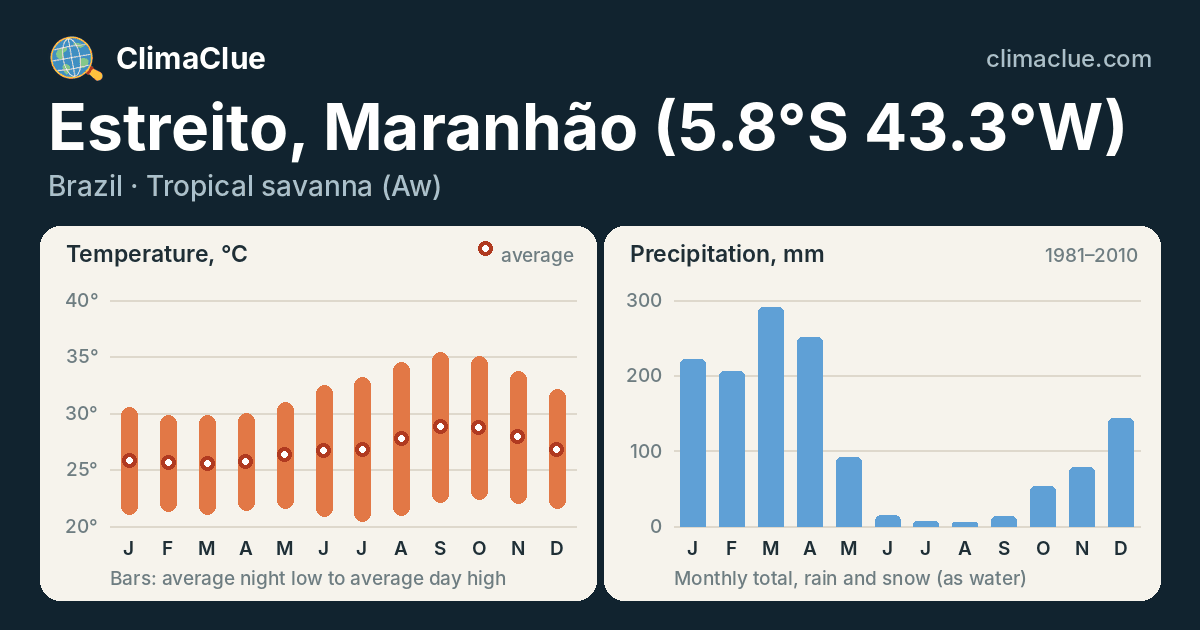 ClimaClue
climaclue.com
Estreito, Maranhão (5.8°S 43.3°W)
Brazil · Tropical savanna (Aw)
Temperature, °C
average
40°
35°
30°
25°
20°
J F M A M J J A S O N D
Bars: average night low to average day high
Precipitation, mm
1981–2010
300
200
100
0
J F M A M J J A S O N D
Monthly total, rain and snow (as water)